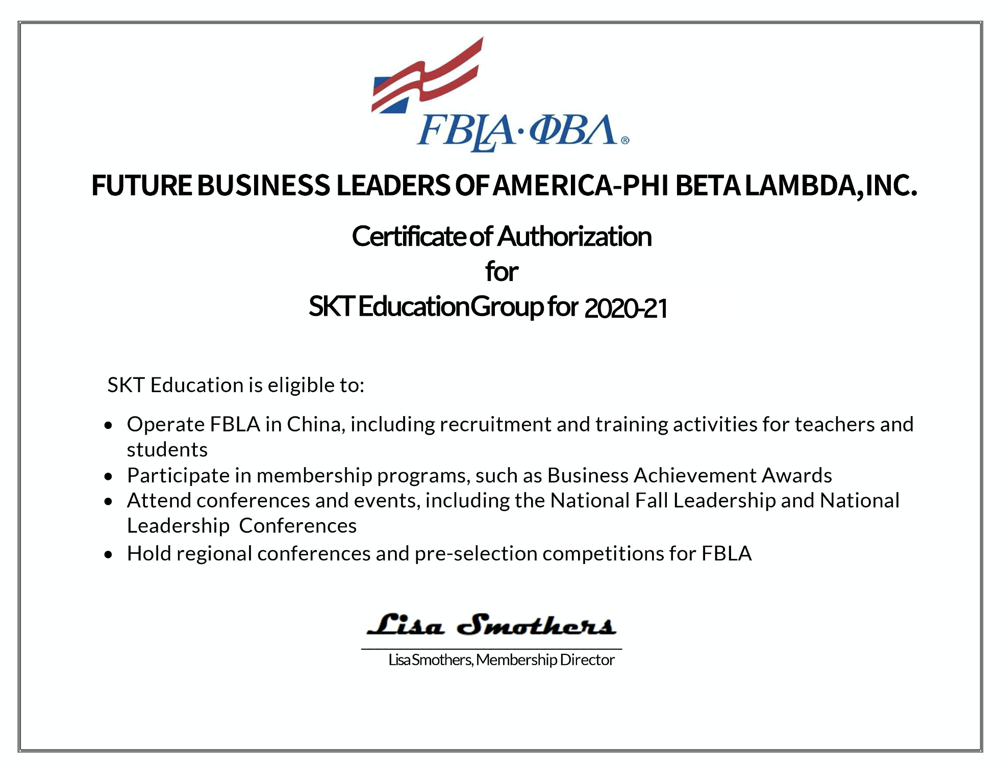 FBLA·ΦBΛ®
FUTURE BUSINESS LEADERS OF AMERICA-PHI BETA LAMBDA, INC.
Certificate of Authorization
for
SKT Education Group for 2020-21
SKT Education is eligible to:
• Operate FBLA in China, including recruitment and training activities for teachers and
students
• Participate in membership programs, such as Business Achievement Awards
• Attend conferences and events, including the National Fall Leadership and National
Leadership Conferences
• Hold regional conferences and pre-selection competitions for FBLA
Lisa Smothers
Lisa Smothers, Membership Director